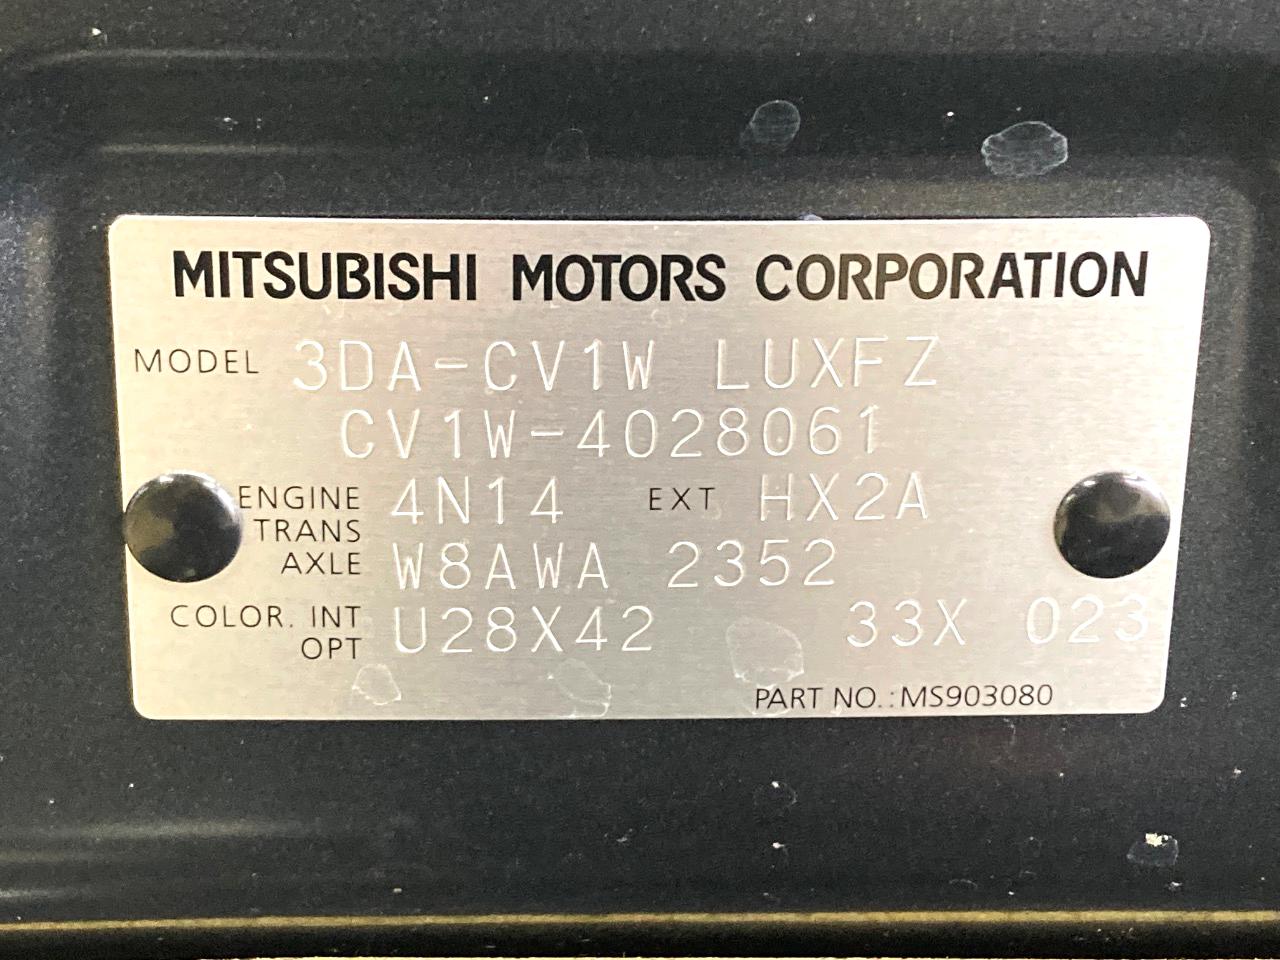 MITSUBISHI MOTORS CORPORATION
MODEL 3DA-CV1W LUXFZ
CV1W-4028061
ENGINE 4N14 EXT HX2A
TRANS
AXLE W8AWA 2352
COLOR. INT
OPT U28X42 33X 023
PART NO.:MS903080